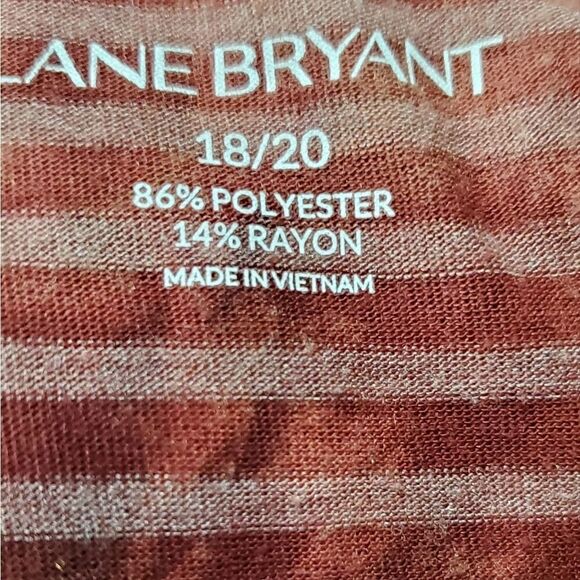 LANE BRYANT
18/20
86% POLYESTER
14% RAYON
MADE IN VIETNAM